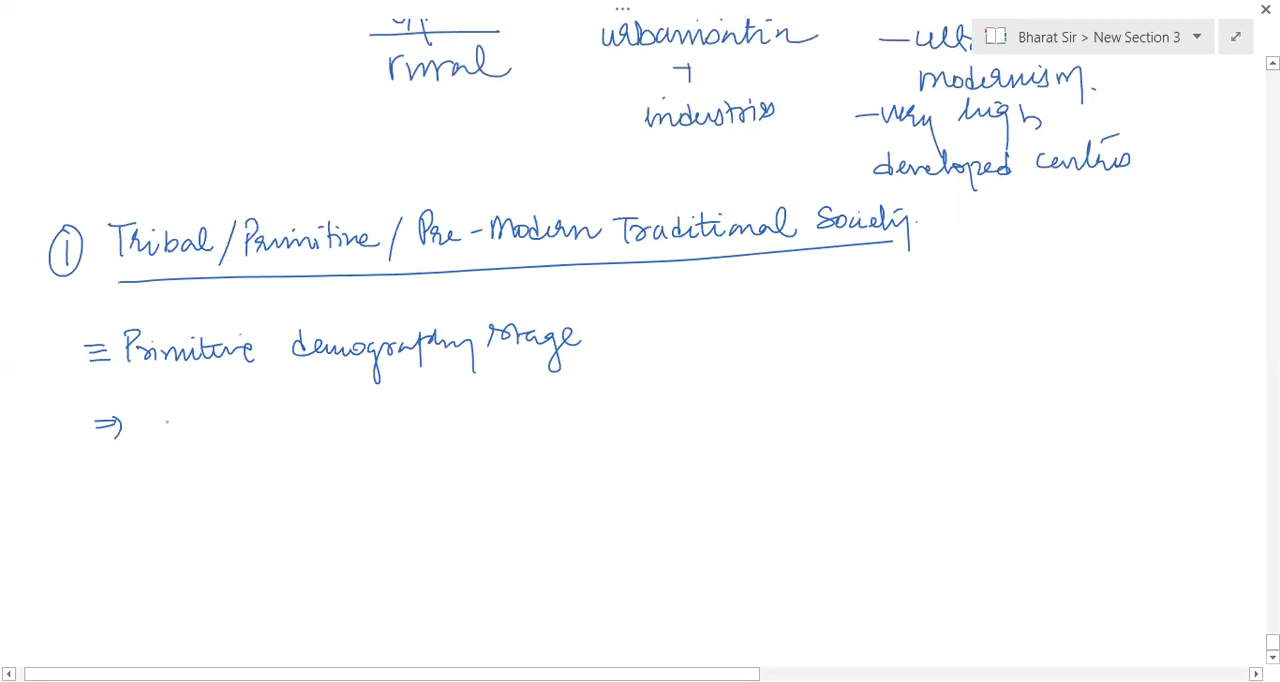 rural
urbanisation
+
industries
Bharat Sir > New Section 3
modernism.
– very high
developed centres
① Tribal/Primitive/Pre-Modern Traditional Society.
≡ Primitive demography stage
⇒